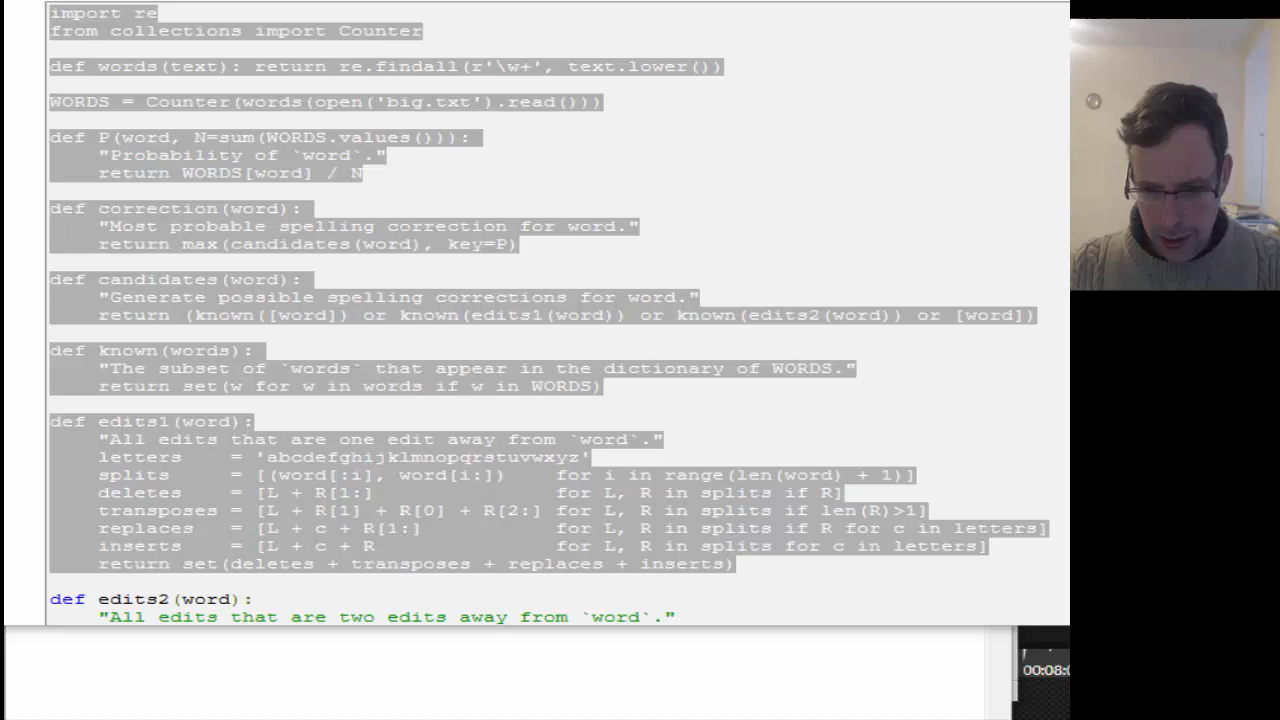 import re
from collections import Counter
def words(text): return re.findall(r'\w+', text.lower())
WORDS = Counter(words(open('big.txt').read()))
def P(word, N=sum(WORDS.values())):
"Probability of `word`."
return WORDS[word] / N
def correction(word):
"Most probable spelling correction for word."
return max(candidates(word), key=P)
def candidates(word):
"Generate possible spelling corrections for word."
return (known([word]) or known(edits1(word)) or known(edits2(word)) or [word])
def known(words):
"The subset of `words` that appear in the dictionary of WORDS."
return set(w for w in words if w in WORDS)
def edits1(word):
"All edits that are one edit away from `word`."
letters = 'abcdefghijklmnopqrstuvwxyz'
splits = [(word[:i], word[i:]) for i in range(len(word) + 1)]
deletes = [L + R[1:] for L, R in splits if R]
transposes = [L + R[1] + R[0] + R[2:] for L, R in splits if len(R)>1]
replaces = [L + c + R[1:] for L, R in splits if R for c in letters]
inserts = [L + c + R for L, R in splits for c in letters]
return set(deletes + transposes + replaces + inserts)
def edits2(word):
"All edits that are two edits away from `word`."
00:08: